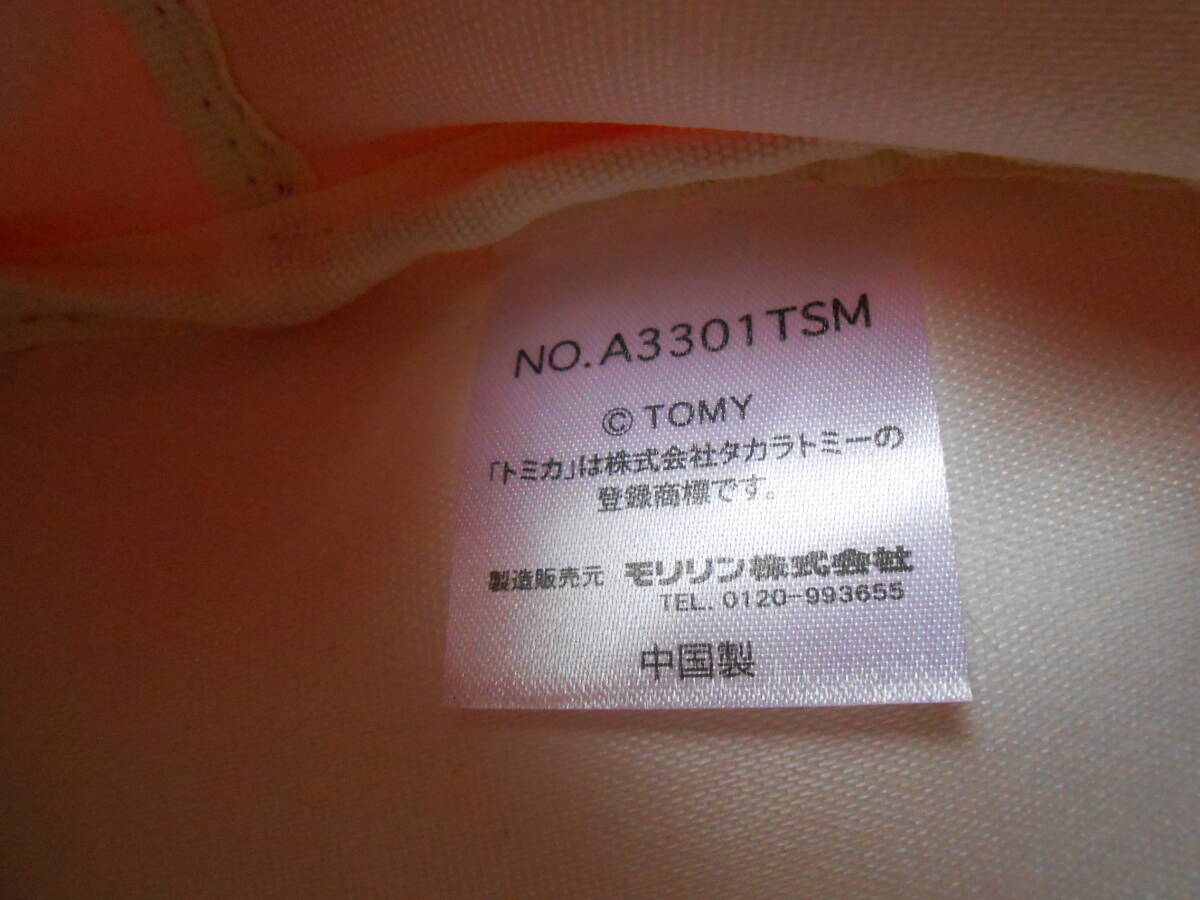 NO.A3301TSM
© TOMY
「トミカ」は株式会社タカラトミーの
登録商標です。
製造販売元 モリリン株式会社
TEL. 0120-993655
中国製